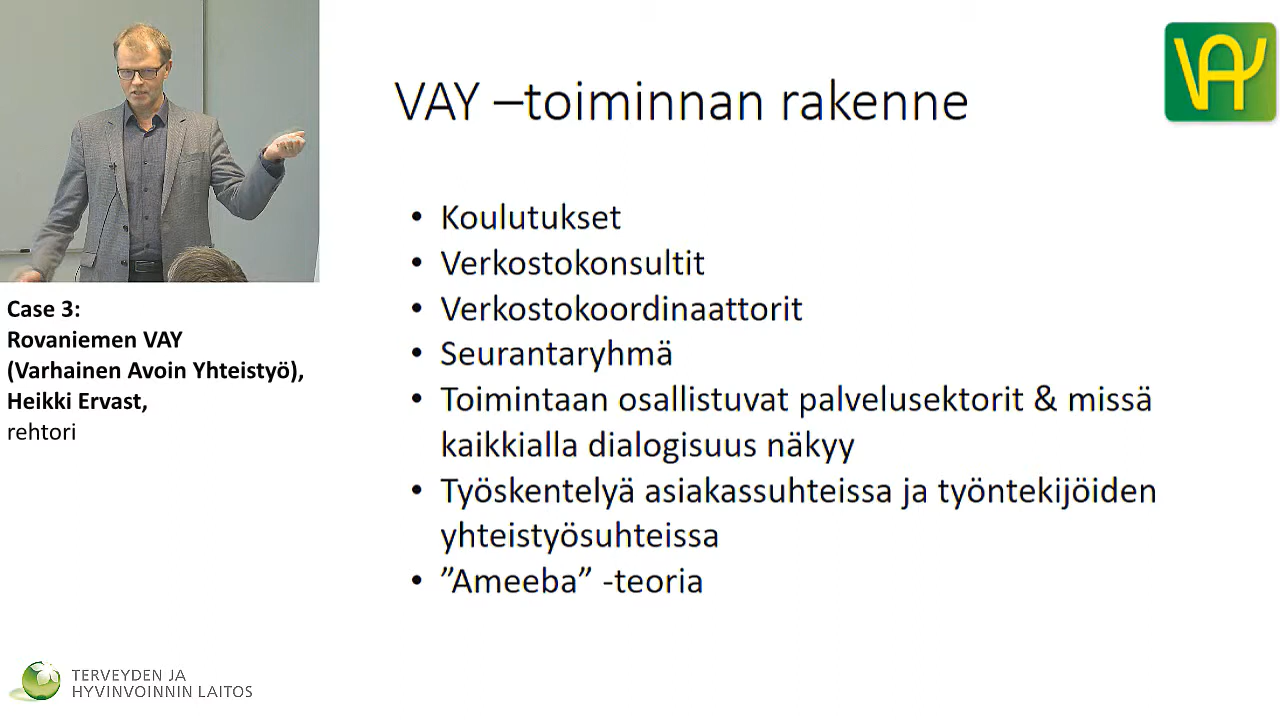 VAY –toiminnan rakenne
VAY
• Koulutukset
• Verkostokonsultit
• Verkostokoordinaattorit
• Seurantaryhmä
• Toimintaan osallistuvat palvelusektorit & missä
kaikkialla dialogisuus näkyy
• Työskentelyä asiakassuhteissa ja työntekijöiden
yhteistyösuhteissa
• ”Ameeba” -teoria
Case 3:
Rovaniemen VAY
(Varhainen Avoin Yhteistyö),
Heikki Ervast,
rehtori
TERVEYDEN JA
HYVINVOINNIN LAITOS